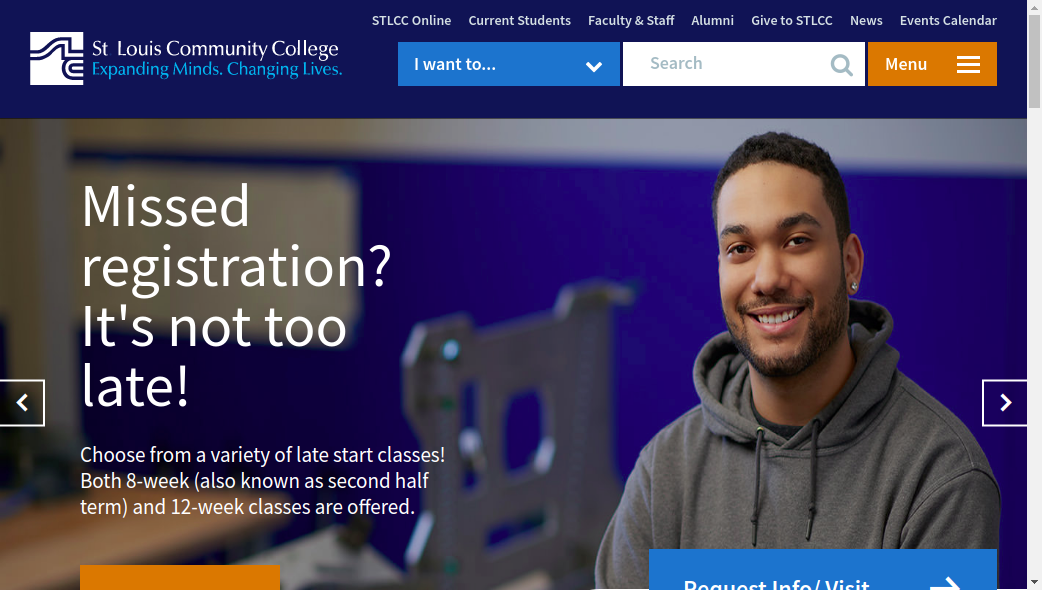 STLCC Online Current Students Faculty & Staff Alumni Give to STLCC News Events Calendar
St Louis Community College
Expanding Minds. Changing Lives.
I want to...
Search
Menu
Missed
registration?
It's not too
late!
Choose from a variety of late start classes!
Both 8-week (also known as second half
term) and 12-week classes are offered.
Request Info/ Visit